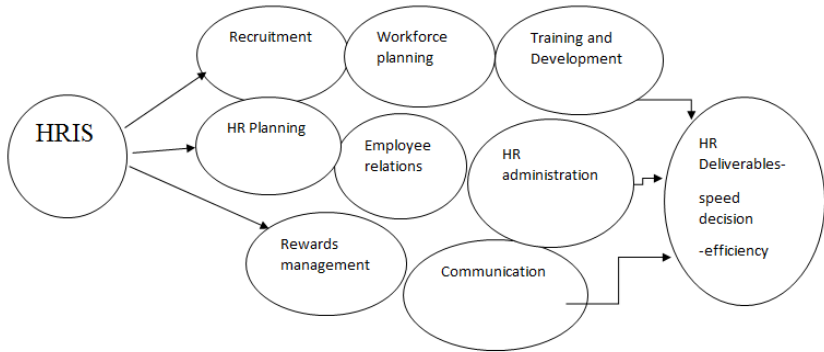 HRIS
Recruitment
Workforce
planning
Training and
Development
HR Planning
Employee
relations
HR
administration
Rewards
management
Communication
HR
Deliverables-
speed
decision
-efficiency